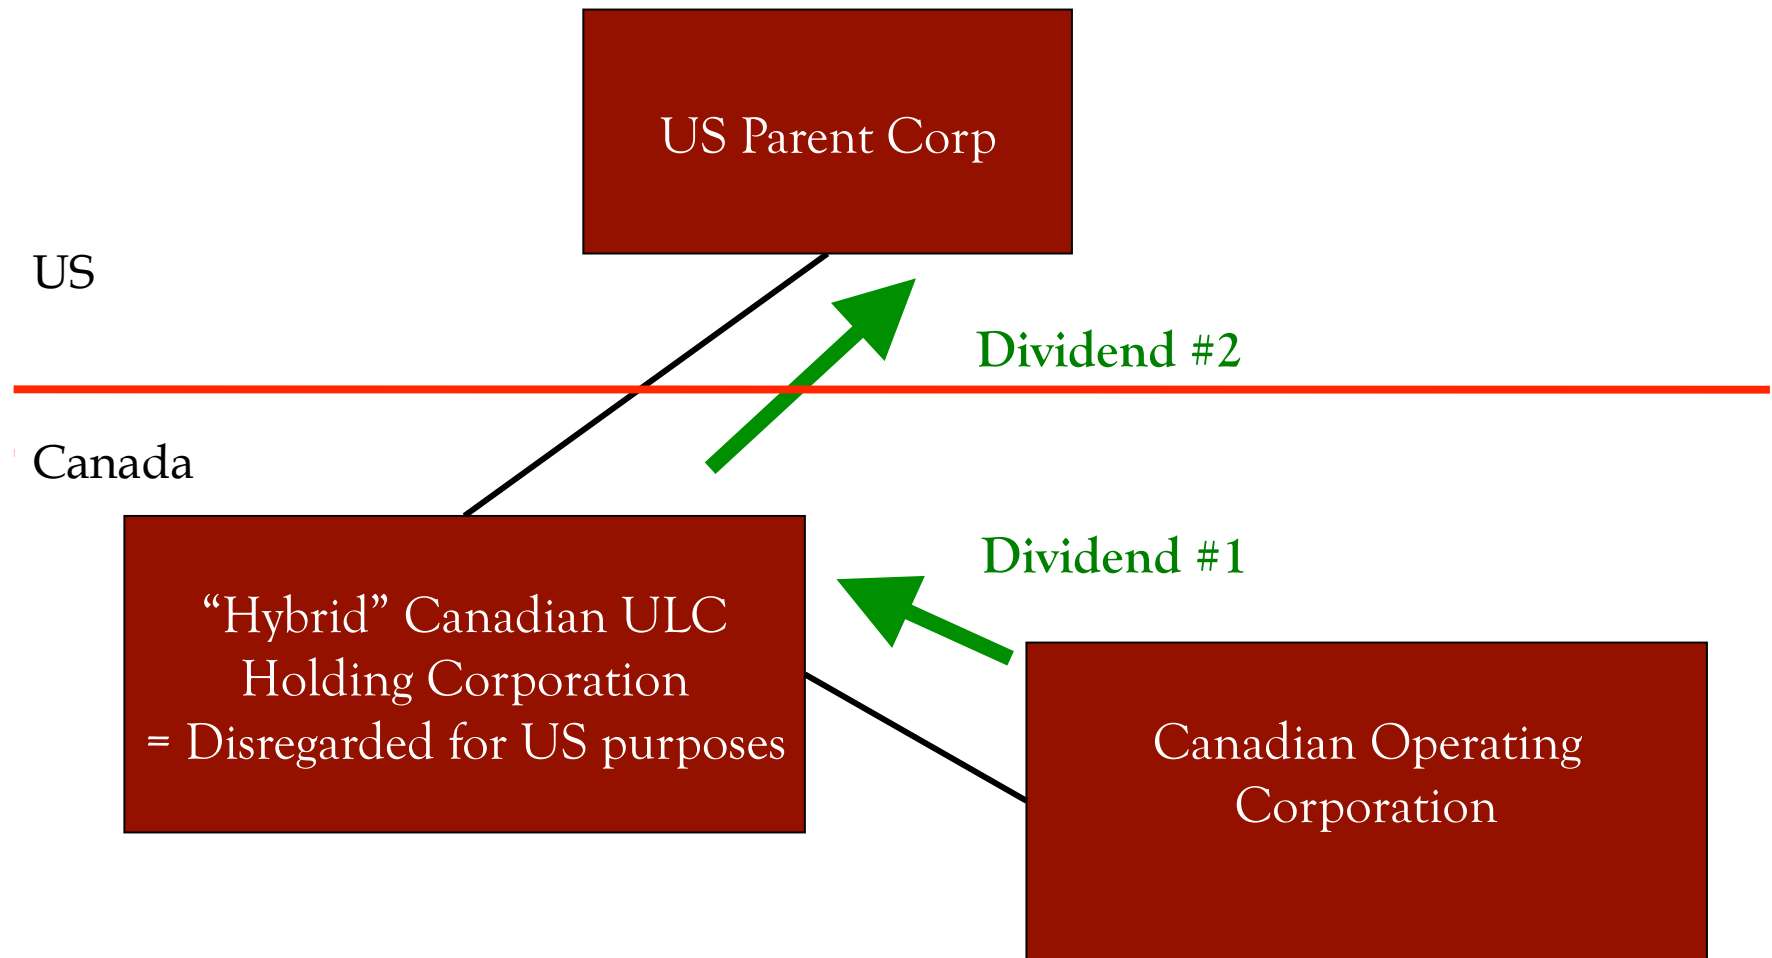 US Parent Corp
US
Dividend #2
Canada
Dividend #1
“Hybrid” Canadian ULC
Holding Corporation
= Disregarded for US purposes
Canadian Operating
Corporation